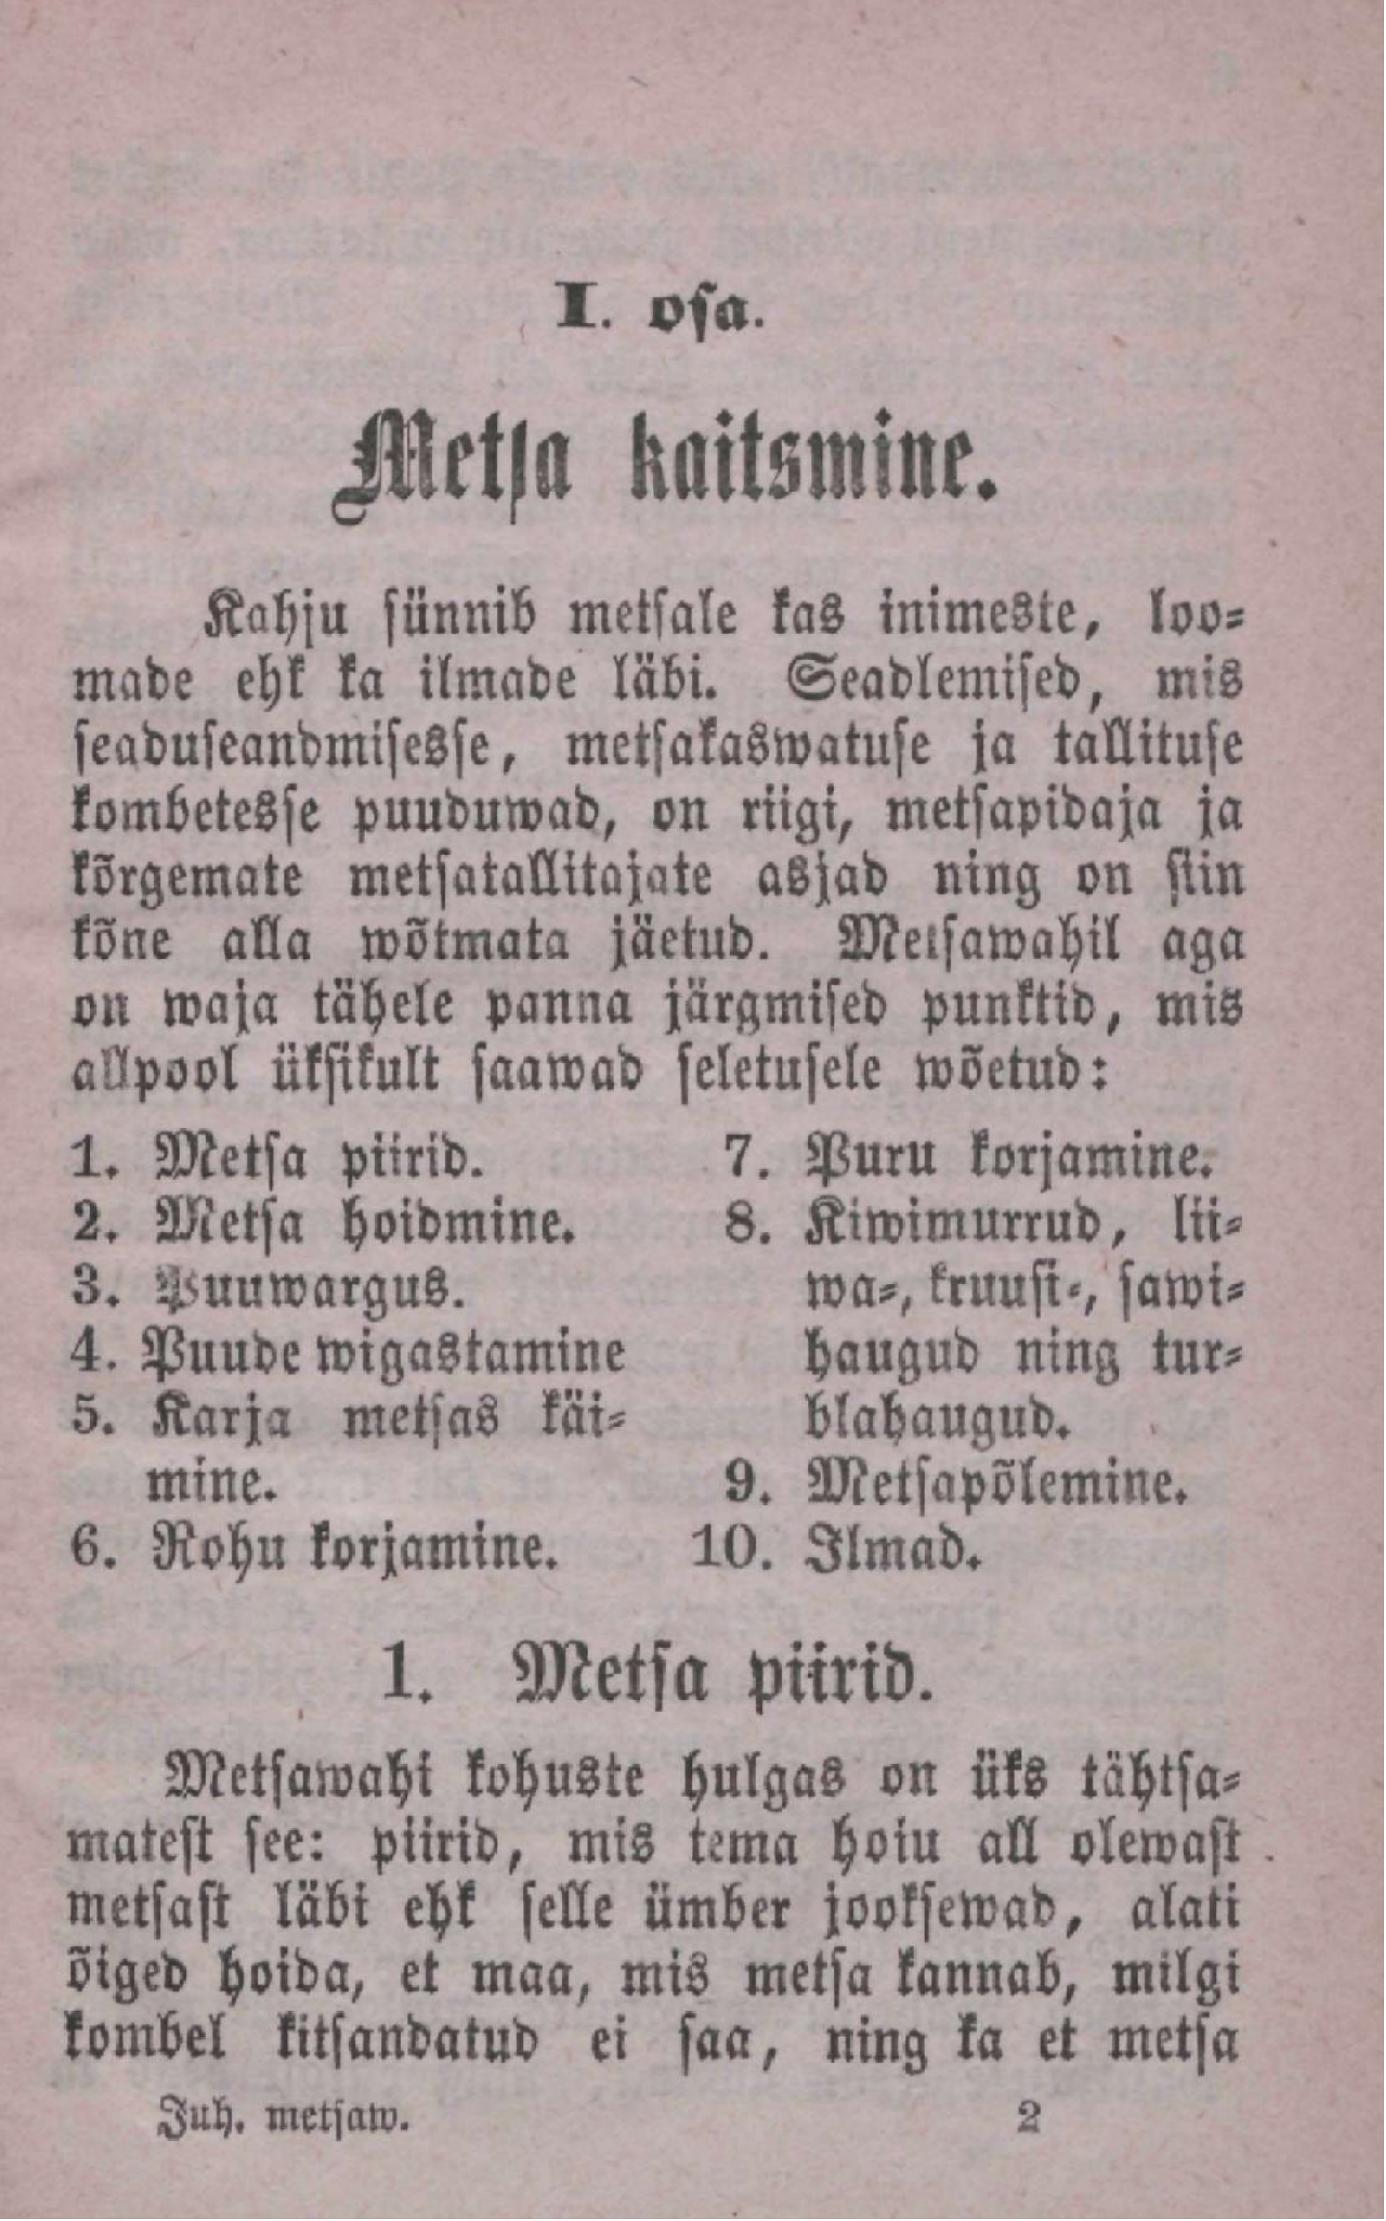 I. osa.
Metsa kaitsmine.
Kahju sünnib metsale kas inimeste, loo-
made ehk ka ilmade läbi. Seadlemised, mis
seaduseandmisesse, metsakaswatuse ja tallituse
kombetesse puuduwad, on riigi, metsapidaja ja
kõrgemate metsatallitajate asjad ning on siin
kõne alla wõtmata jäetud. Metsawahil aga
on waja tähele panna järgmised punktid, mis
allpool üksikult saawad seletusele wõetud:
1. Metsa piirid.
2. Metsa hoidmine.
3. Puuwargus.
4. Puude wigastamine
5. Karja metsas käi-
mine.
6. Rohu korjamine.
7. Puru korjamine.
8. Kiwimurrud, lii-
wa-, kruusi-, sawi-
haugud ning tur-
blahaugud.
9. Metsapõlemine.
10. Ilmad.
1. Metsa piirid.
Metsawahi kohuste hulgas on üks tähtsa-
matest see: piirid, mis tema hoiu all olewast
metsast läbi ehk selle ümber jooksewad, alati
õiged hoida, et maa, mis metsa kannab, milgi
kombel kitsandatud ei saa, ning ka et metsa
Juh. metsaw. 2